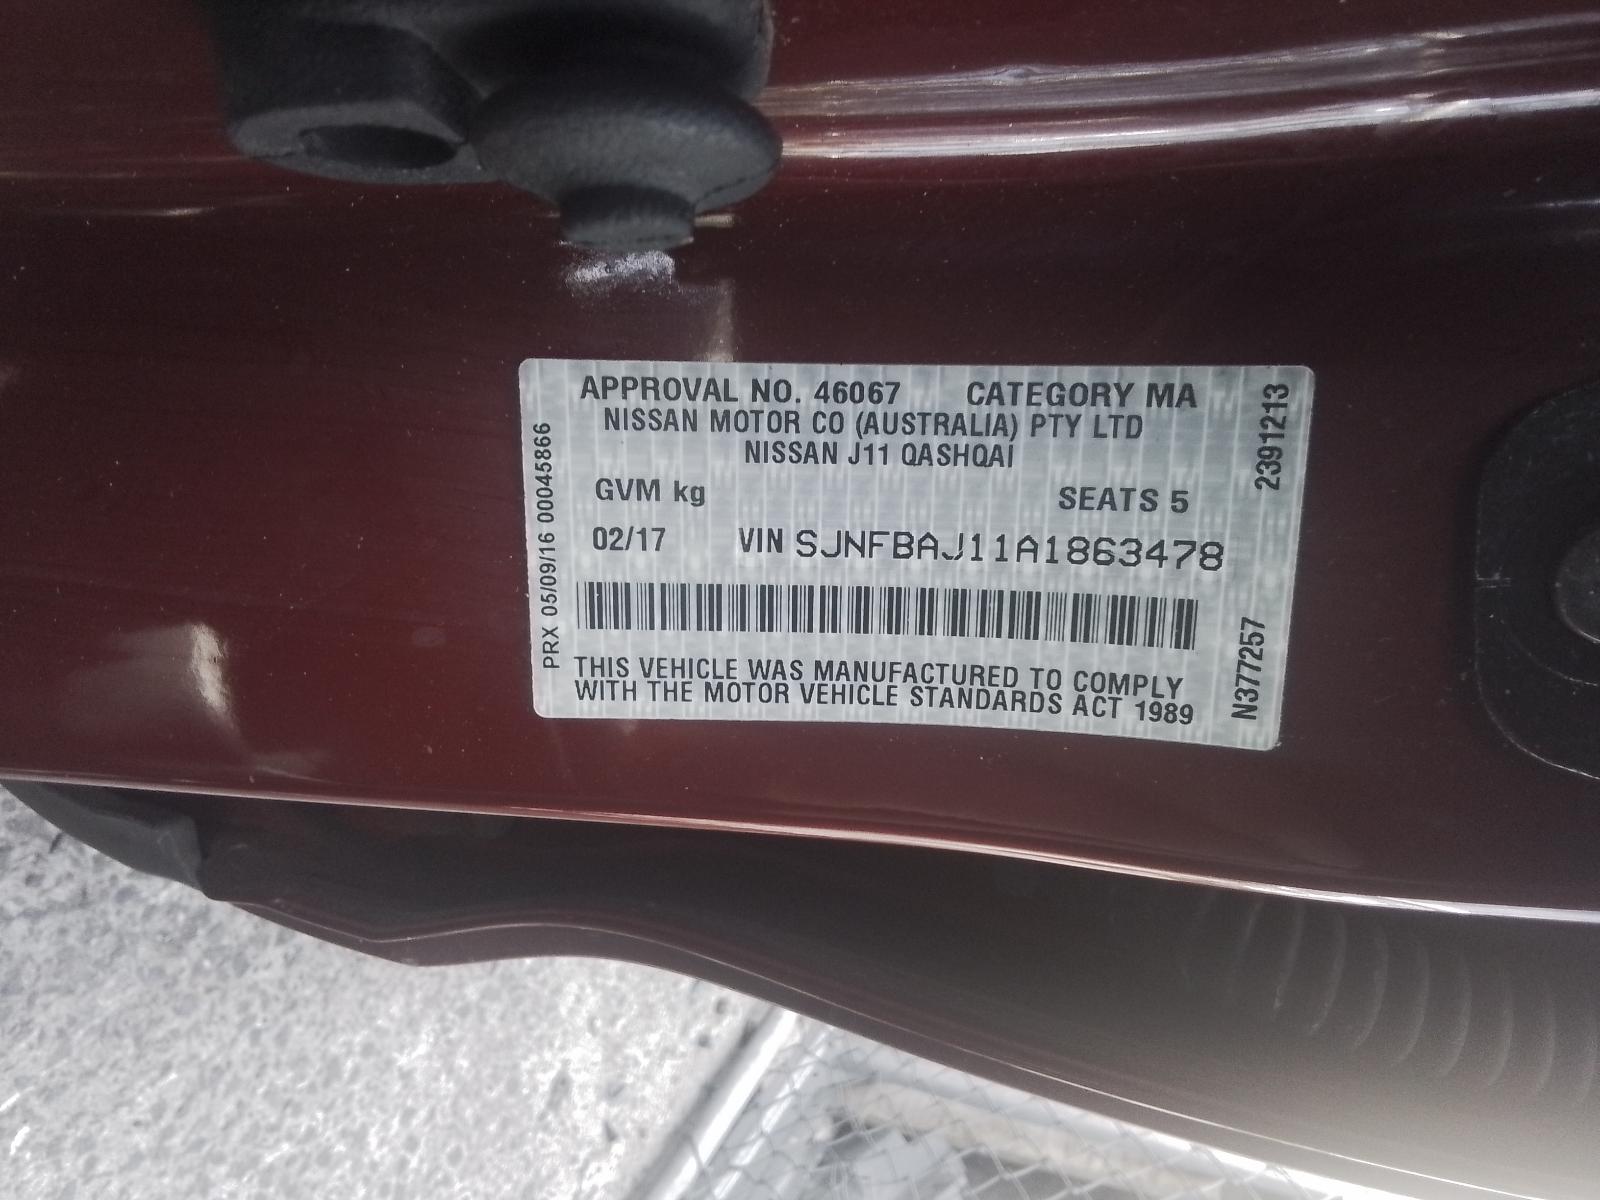 APPROVAL NO. 46067 CATEGORY MA
NISSAN MOTOR CO (AUSTRALIA) PTY LTD
NISSAN J11 QASHQAI
GVM kg SEATS 5
02/17 VIN SJNFBAJ11A1863478
THIS VEHICLE WAS MANUFACTURED TO COMPLY
WITH THE MOTOR VEHICLE STANDARDS ACT 1989
PRX 05/09/16 00045866
2391213
N377257